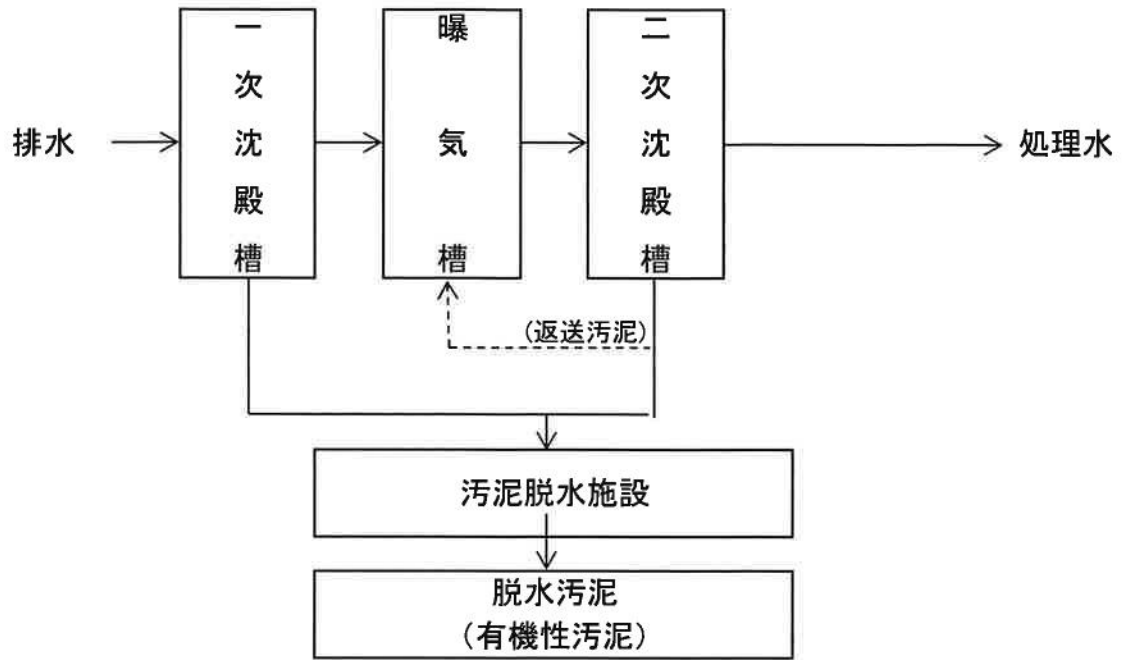 排水
一次沈殿槽
曝気槽
二次沈殿槽
処理水
(返送汚泥)
汚泥脱水施設
脱水汚泥
(有機性汚泥)